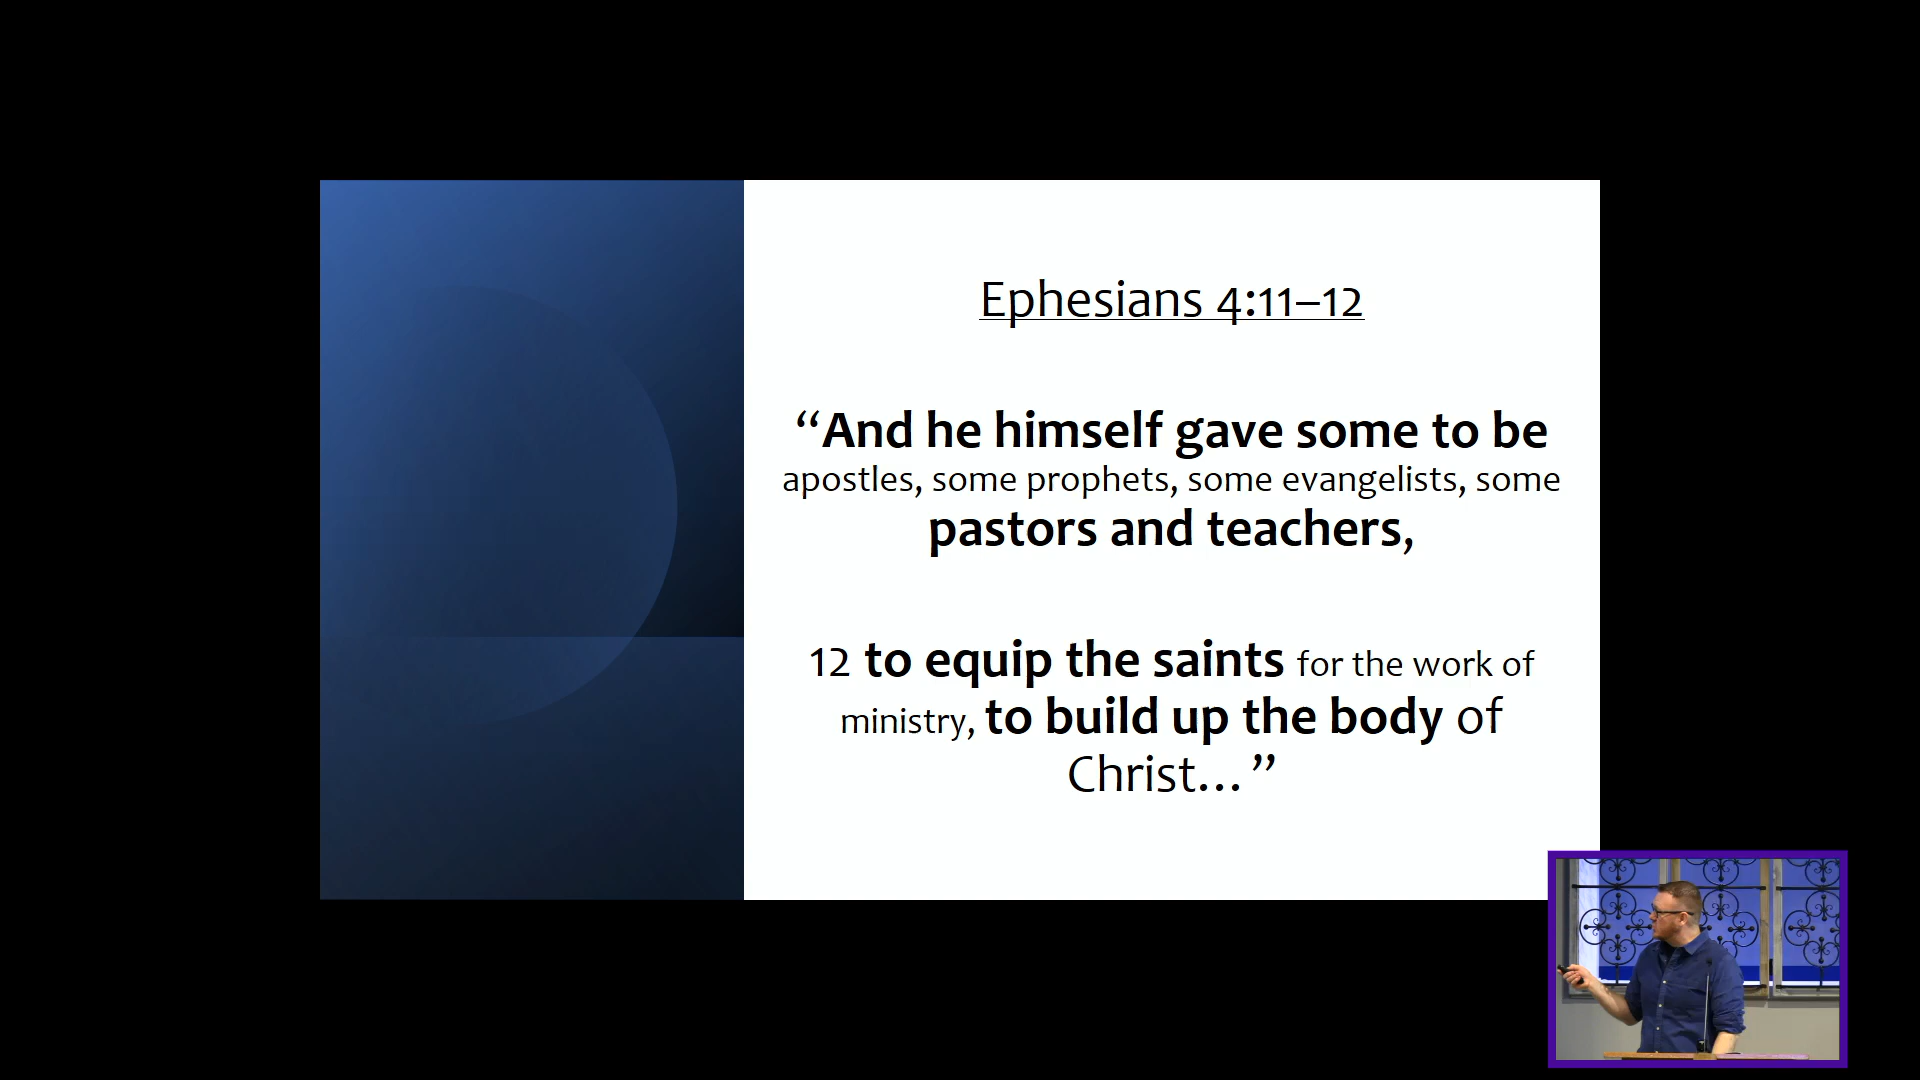 Ephesians 4:11–12
“And he himself gave some to be
apostles, some prophets, some evangelists, some
pastors and teachers,
12 to equip the saints for the work of
ministry, to build up the body of
Christ…”